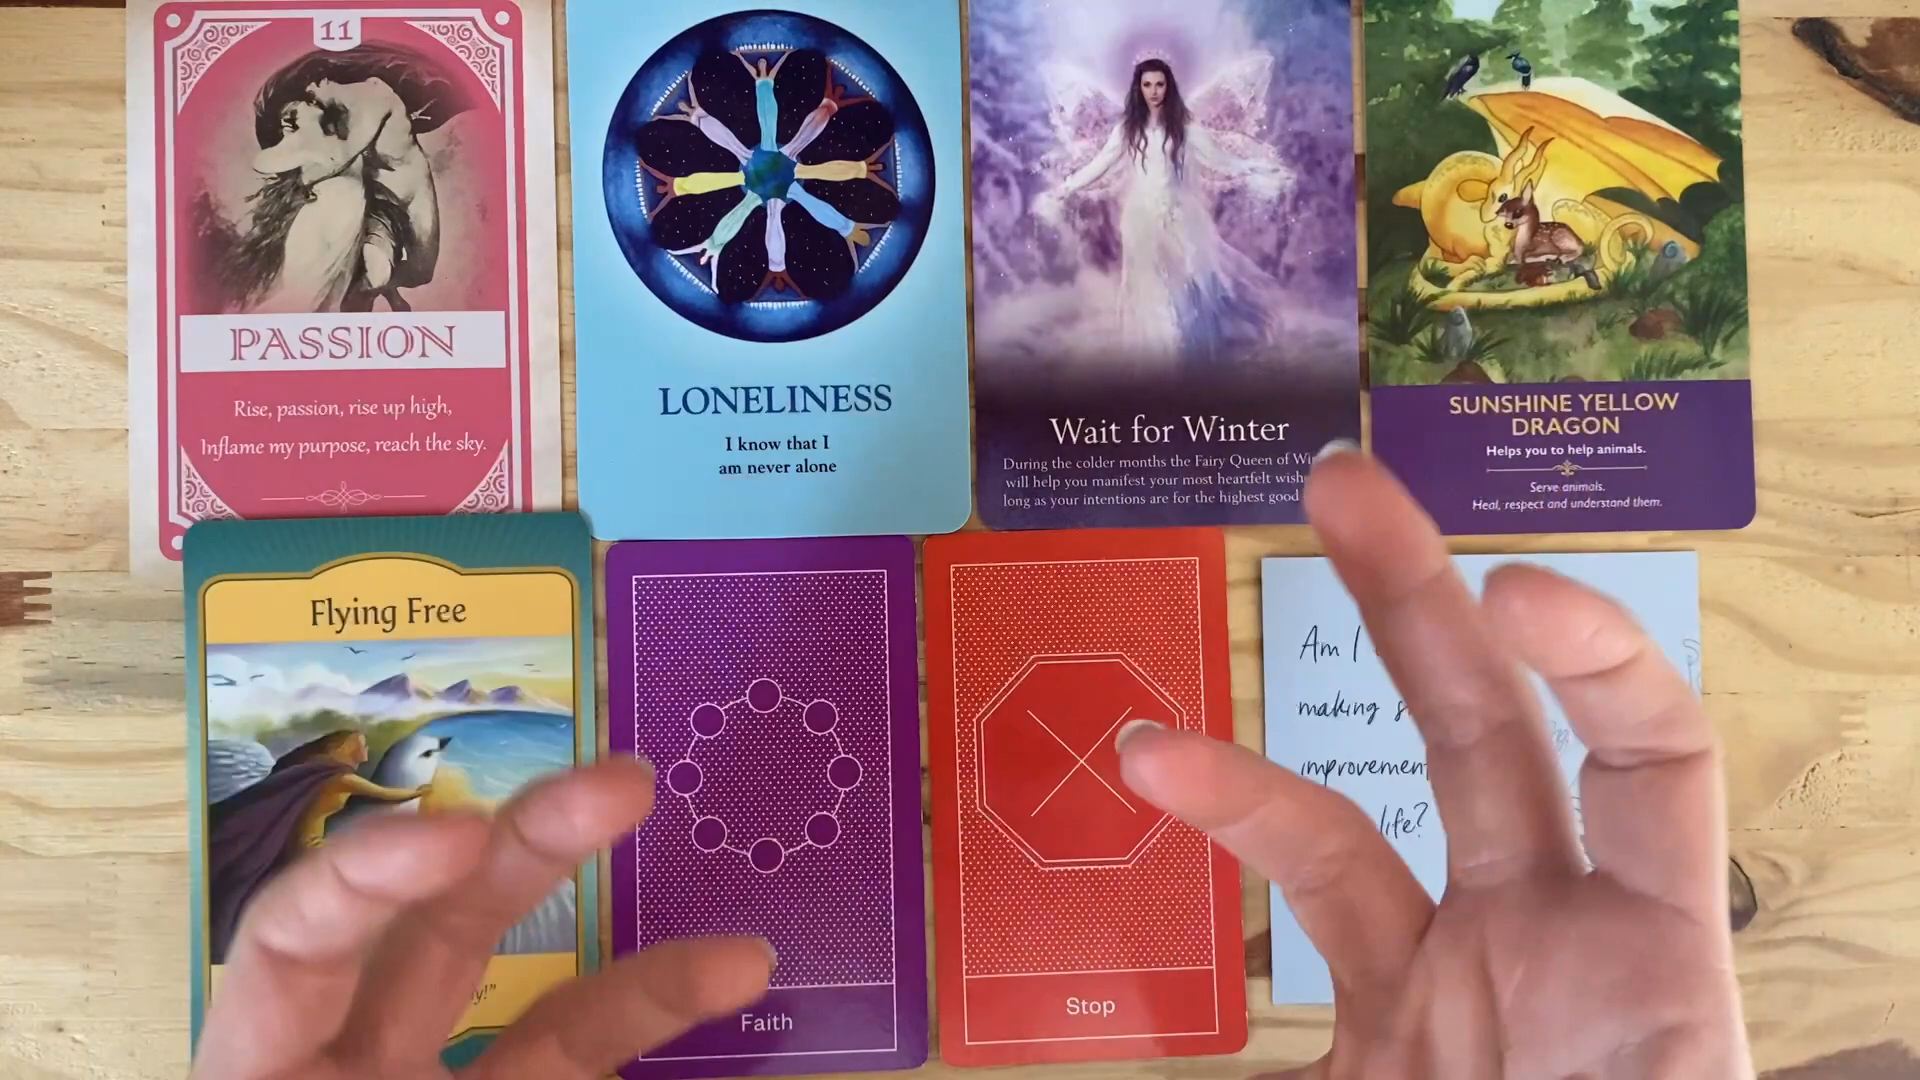 11
PASSION
Rise, passion, rise up high,
Inflame my purpose, reach the sky.
LONELINESS
I know that I
am never alone
Wait for Winter
During the colder months the Fairy Queen of
will help you manifest your most heartfelt
long as your intentions are for the highest good
SUNSHINE YELLOW
DRAGON
Helps you to help animals.
Serve animals.
Heal, respect and understand them.
Flying Free
Faith
Stop
Am I
making
improvement
life?